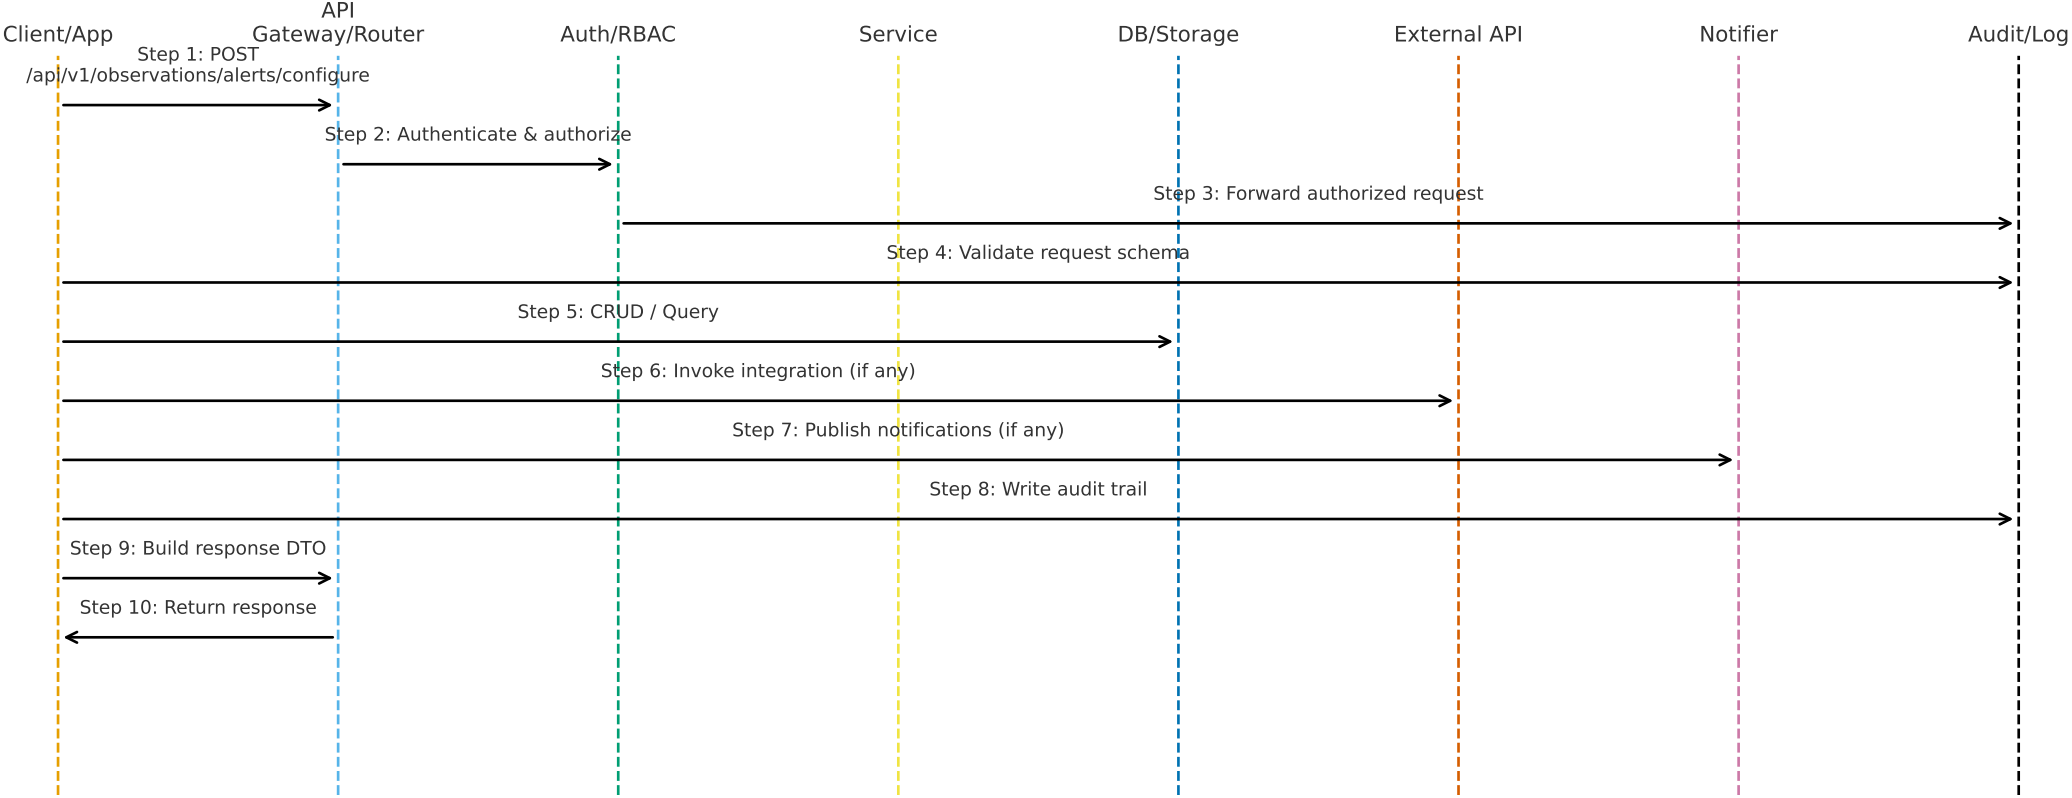 API
Client/App Gateway/Router Auth/RBAC Service DB/Storage External API Notifier Audit/Log
Step 1: POST
/api/v1/observations/alerts/configure
Step 2: Authenticate & authorize
Step 3: Forward authorized request
Step 4: Validate request schema
Step 5: CRUD / Query
Step 6: Invoke integration (if any)
Step 7: Publish notifications (if any)
Step 8: Write audit trail
Step 9: Build response DTO
Step 10: Return response